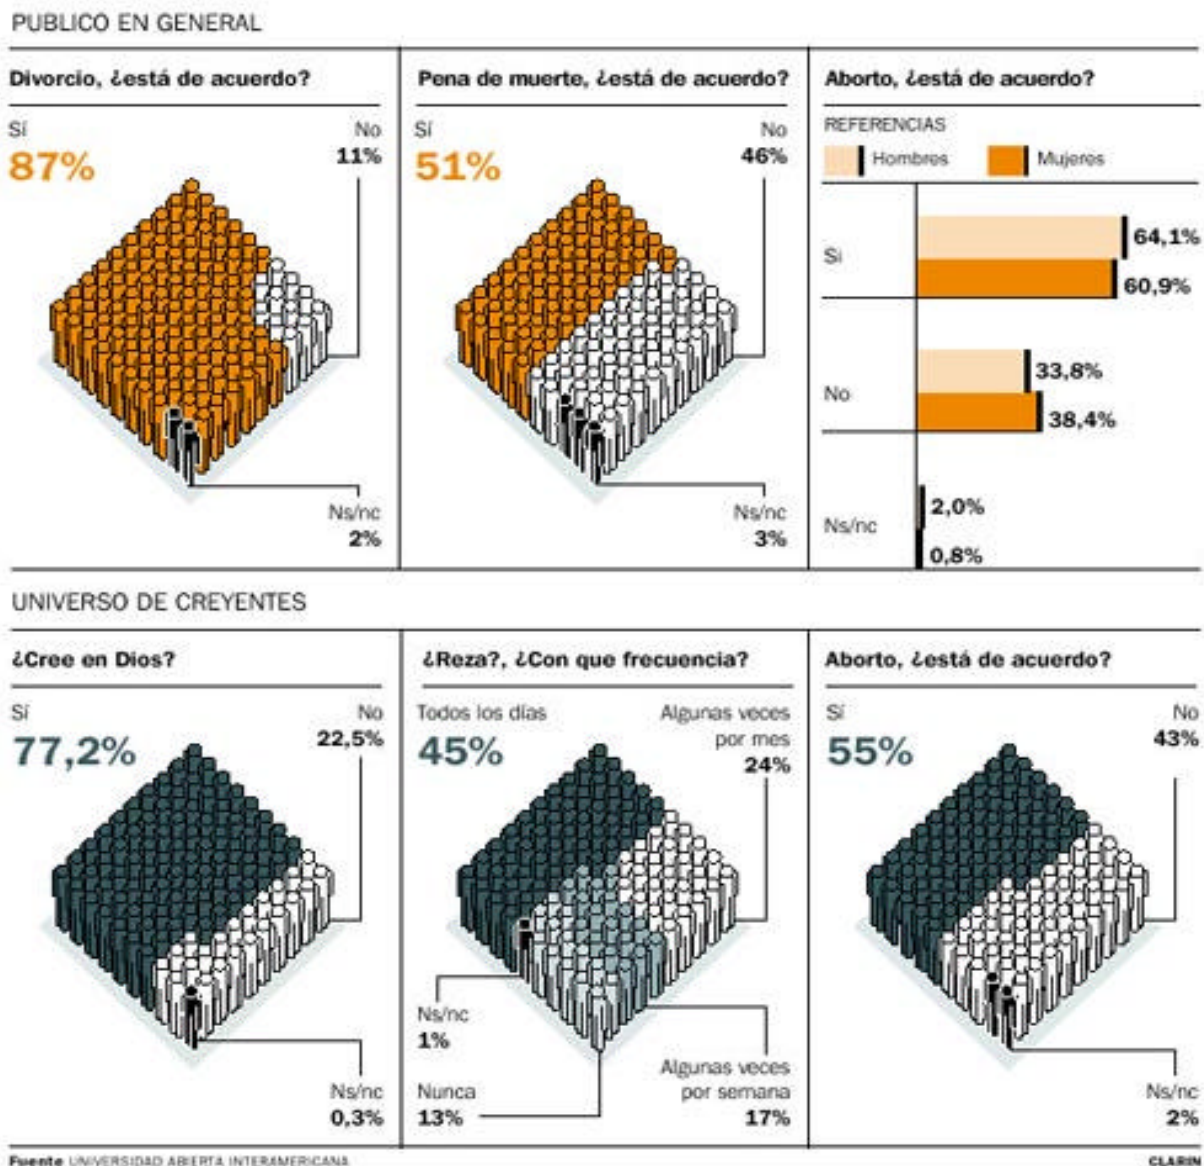 PUBLICO EN GENERAL
Divorcio, ¿está de acuerdo?
Sí
87%
No
11%
Ns/nc
2%
Pena de muerte, ¿está de acuerdo?
Sí
51%
No
46%
Ns/nc
3%
Aborto, ¿está de acuerdo?
REFERENCIAS
Hombres
Mujeres
Si
64,1%
60,9%
No
33,8%
38,4%
Ns/nc
2,0%
0,8%
UNIVERSO DE CREYENTES
¿Cree en Dios?
Sí
77,2%
No
22,5%
Ns/nc
0,3%
¿Reza?, ¿Con que frecuencia?
Todos los días
45%
Algunas veces
por mes
24%
Ns/nc
1%
Nunca
13%
Algunas veces
por semana
17%
Aborto, ¿está de acuerdo?
Sí
55%
No
43%
Ns/nc
2%
Fuente UNIVERSIDAD ABIERTA INTERAMERICANA
CLARIN